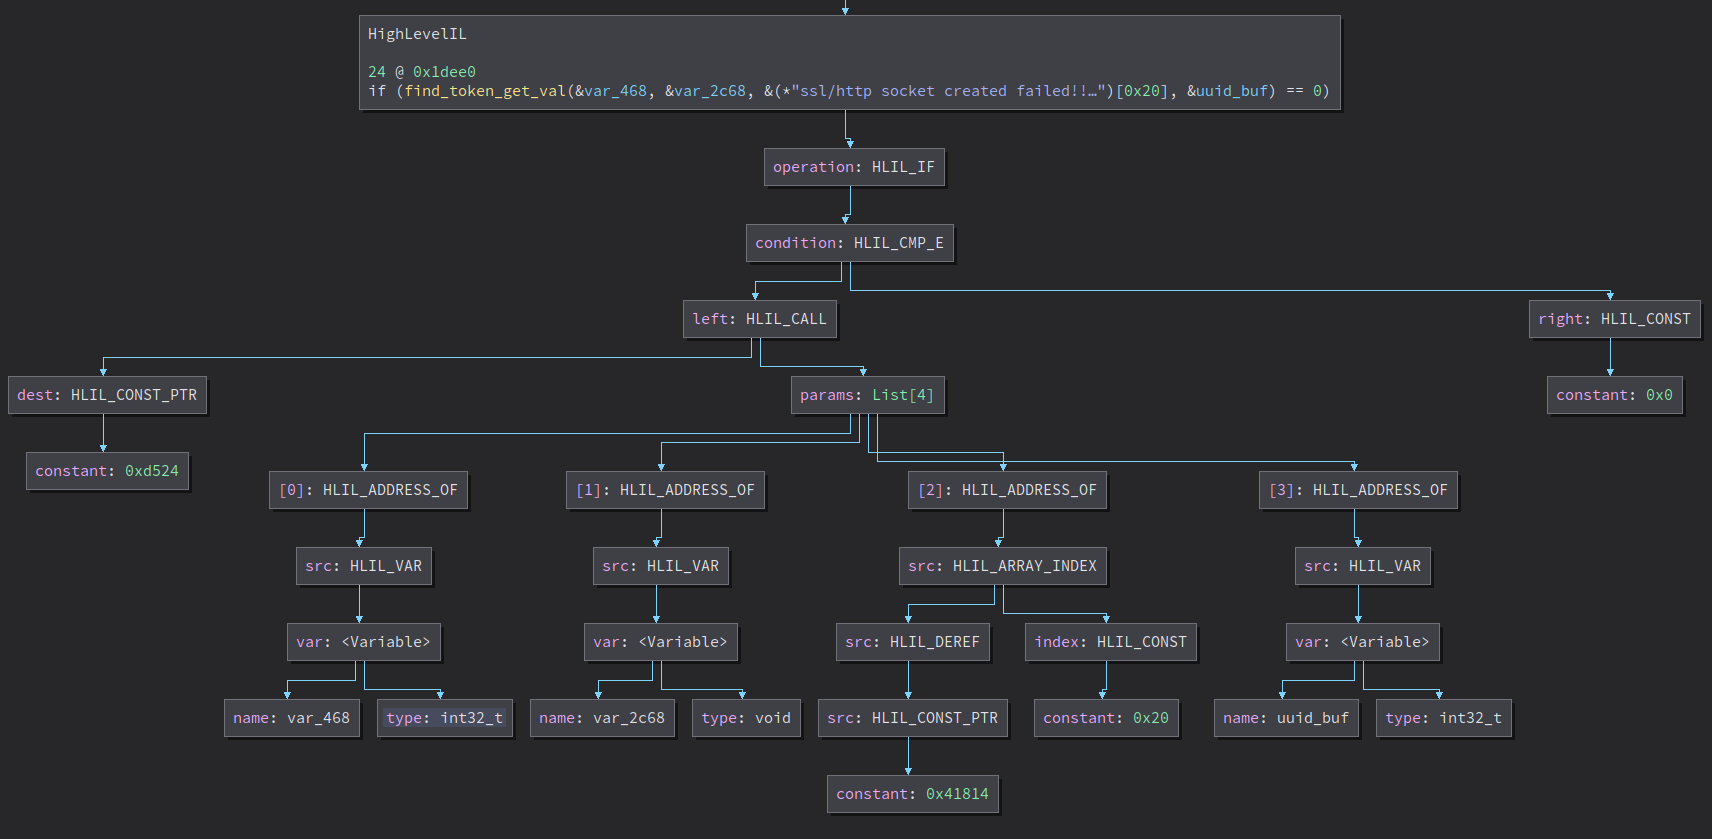 HighLevelIL
24 @ 0x1dee0
if (find_token_get_val(&var_468, &var_2c68, &(*"ssl/http socket created failed!!…")[0x20], &uuid_buf) == 0)
operation: HLIL_IF
condition: HLIL_CMP_E
left: HLIL_CALL
right: HLIL_CONST
dest: HLIL_CONST_PTR
params: List[4]
constant: 0x0
constant: 0xd524
[0]: HLIL_ADDRESS_OF
[1]: HLIL_ADDRESS_OF
[2]: HLIL_ADDRESS_OF
[3]: HLIL_ADDRESS_OF
src: HLIL_VAR
src: HLIL_VAR
src: HLIL_ARRAY_INDEX
src: HLIL_VAR
var: <Variable>
var: <Variable>
src: HLIL_DEREF
index: HLIL_CONST
var: <Variable>
name: var_468
type: int32_t
name: var_2c68
type: void
src: HLIL_CONST_PTR
constant: 0x20
name: uuid_buf
type: int32_t
constant: 0x41814